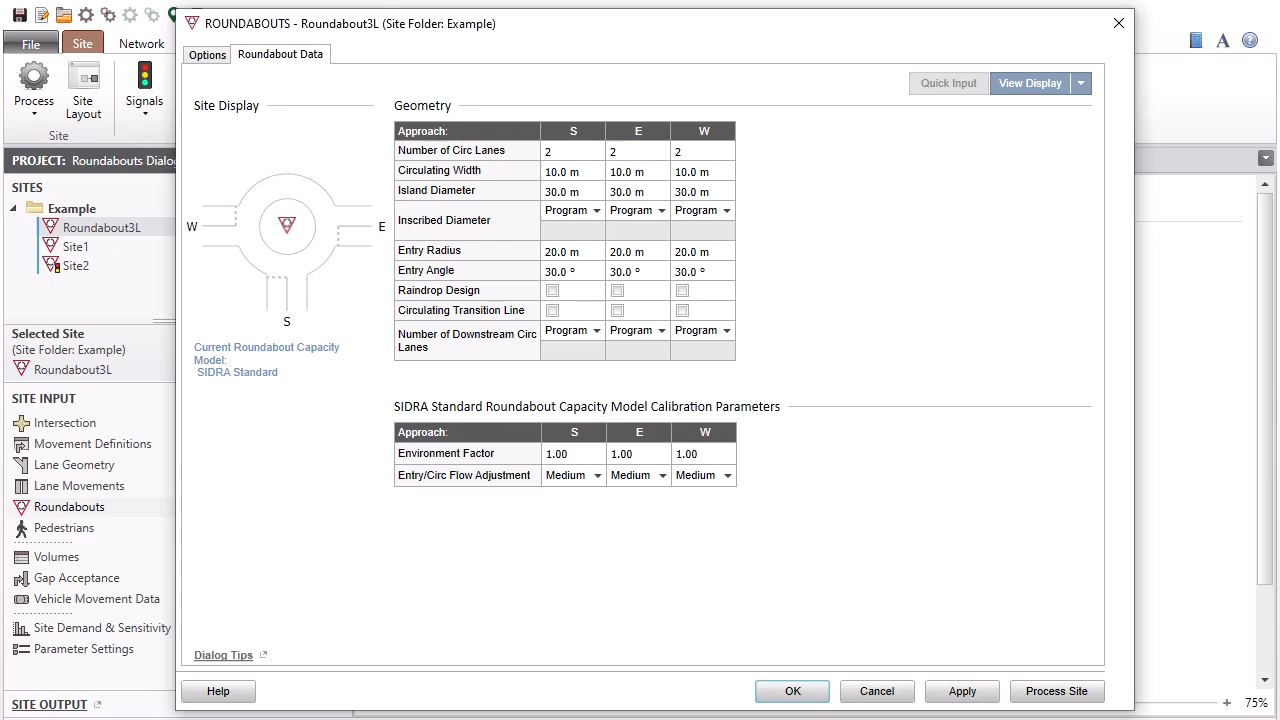 ROUNDABOUTS - Roundabout3L (Site Folder: Example)
File
Site
Network
Process
Site Layout
Signals
Site
Options
Roundabout Data
Quick Input
View Display
PROJECT: Roundabouts Dialo
SITES
Example
Roundabout3L
Site1
Site2
Selected Site
(Site Folder: Example)
Roundabout3L
SITE INPUT
Intersection
Movement Definitions
Lane Geometry
Lane Movements
Roundabouts
Pedestrians
Volumes
Gap Acceptance
Vehicle Movement Data
Site Demand & Sensitivity
Parameter Settings
SITE OUTPUT
Site Display
W
E
S
Current Roundabout Capacity
Model:
SIDRA Standard
Geometry
Approach: S E W
Number of Circ Lanes 2 2 2
Circulating Width 10.0 m 10.0 m 10.0 m
Island Diameter 30.0 m 30.0 m 30.0 m
Inscribed Diameter Program Program Program
Entry Radius 20.0 m 20.0 m 20.0 m
Entry Angle 30.0 ° 30.0 ° 30.0 °
Raindrop Design
Circulating Transition Line
Number of Downstream Circ Program Program Program
Lanes
SIDRA Standard Roundabout Capacity Model Calibration Parameters
Approach: S E W
Environment Factor 1.00 1.00 1.00
Entry/Circ Flow Adjustment Medium Medium Medium
Dialog Tips
Help
OK
Cancel
Apply
Process Site
75%